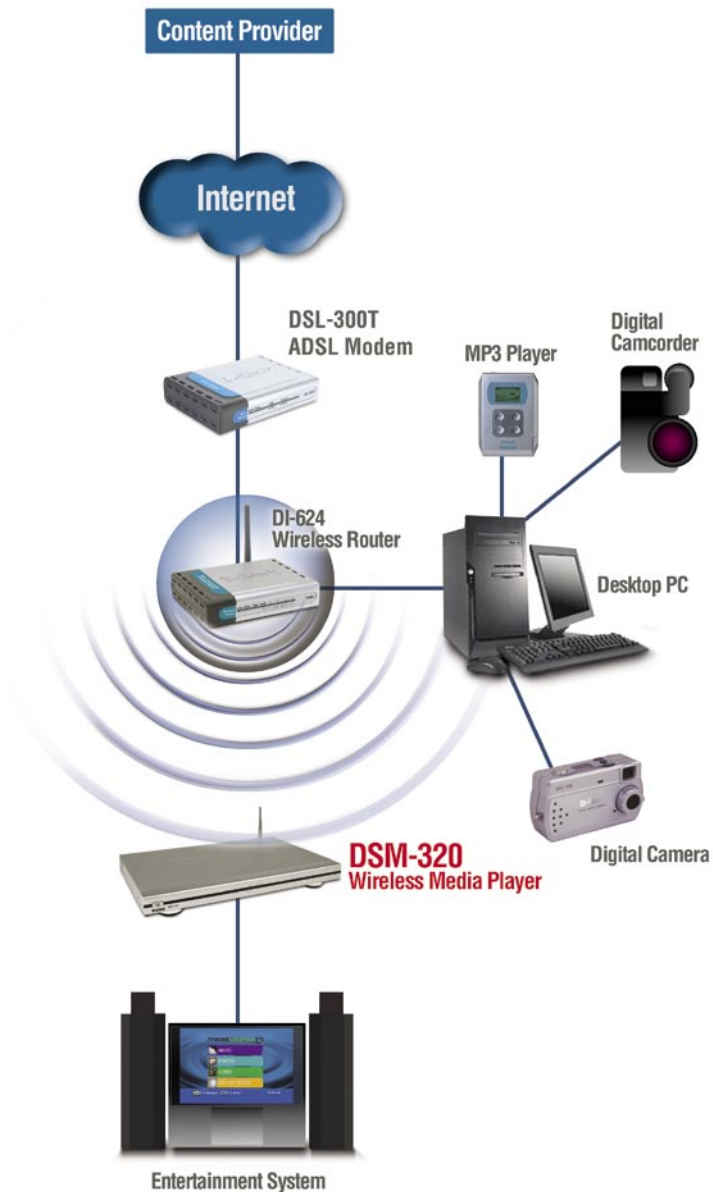 Content Provider
Internet
DSL-300T
ADSL Modem
MP3 Player
Digital
Camcorder
DI-624
Wireless Router
Desktop PC
DSM-320
Wireless Media Player
Digital Camera
Entertainment System